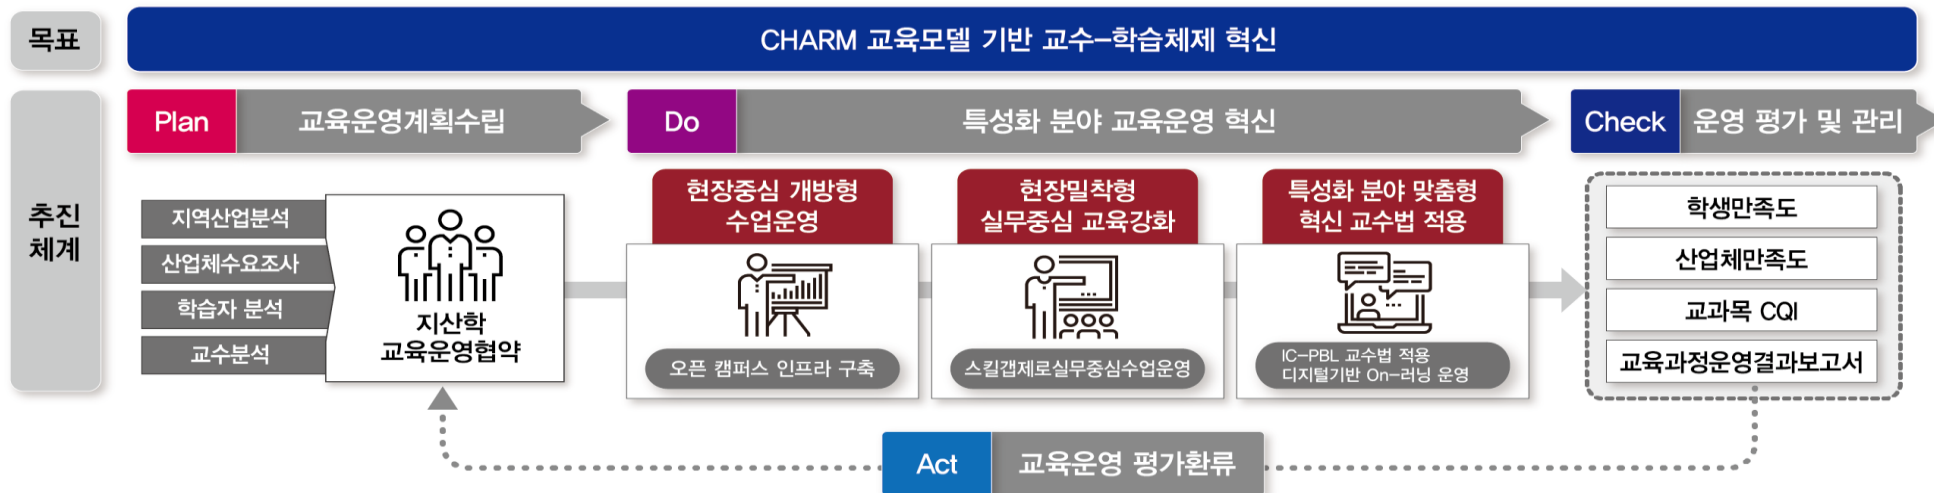 목표
CHARM 교육모델 기반 교수-학습체제 혁신
추진
체계
Plan
교육운영계획수립
Do
특성화 분야 교육운영 혁신
Check
운영 평가 및 관리
지역산업분석
산업체수요조사
학습자 분석
교수분석
지산학
교육운영협약
현장중심 개방형
수업운영
오픈 캠퍼스 인프라 구축
현장밀착형
실무중심 교육강화
스킬갭제로실무중심수업운영
특성화 분야 맞춤형
혁신 교수법 적용
IC-PBL 교수법 적용
디지털기반 On-러닝 운영
학생만족도
산업체만족도
교과목 CQI
교육과정운영결과보고서
Act
교육운영 평가환류